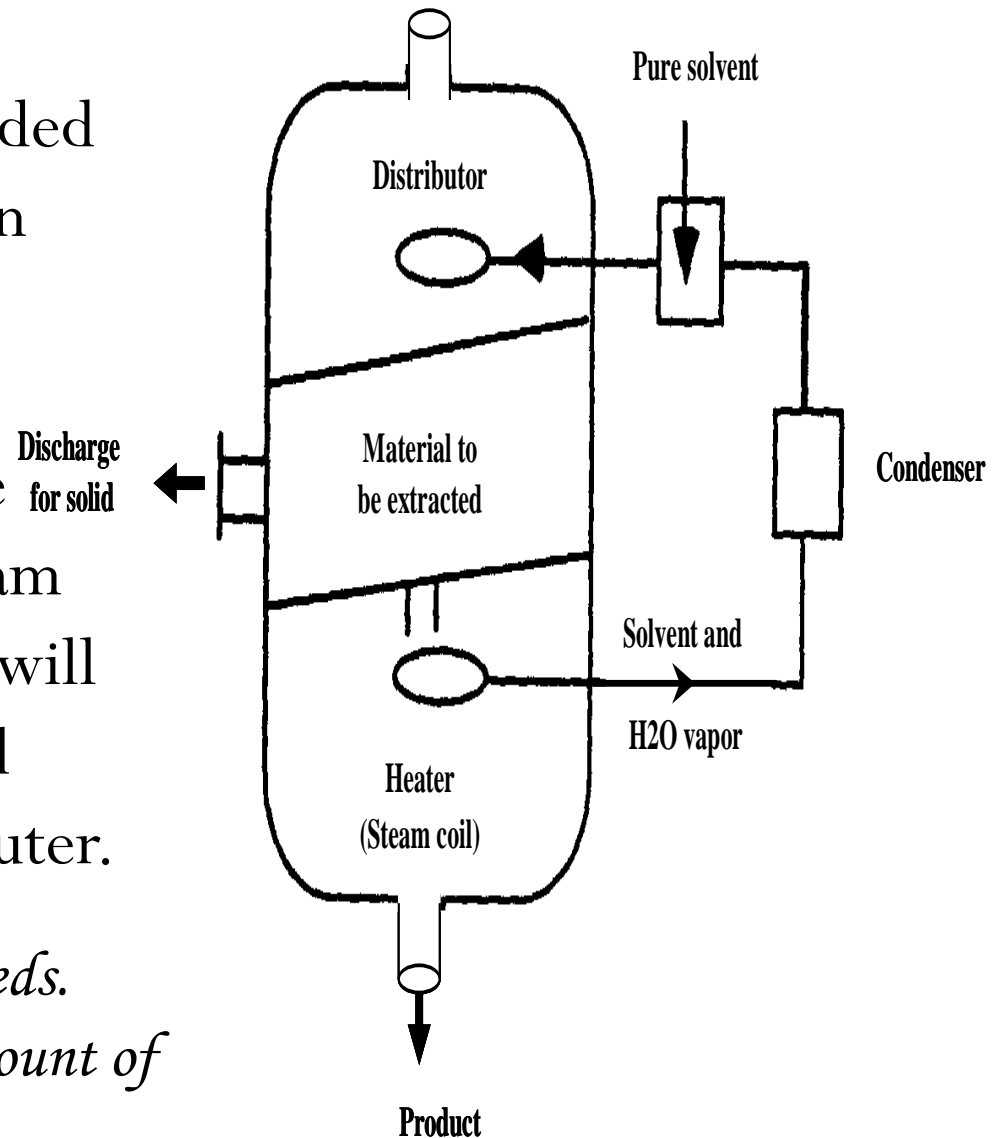 ded
n
e
am
will
l
uter.
eds.
ount of
Pure solvent
Distributor
Discharge
for solid
Material to
be extracted
Condenser
Solvent and
H2O vapor
Heater
(Steam coil)
Product